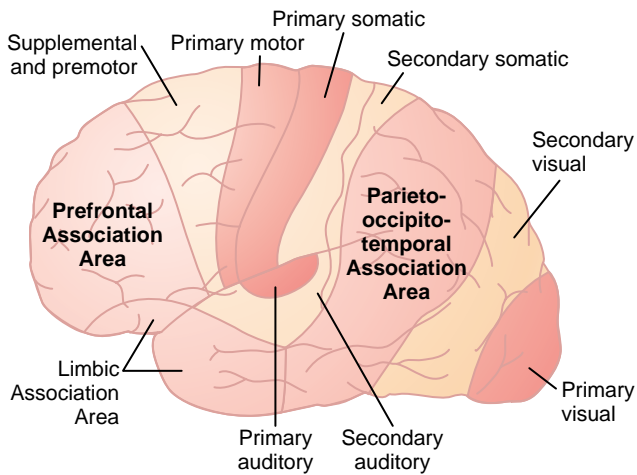 Primary somatic
Supplemental
and premotor
Primary motor
Secondary somatic
Secondary
visual
Prefrontal
Association
Area
Parieto-
occipito-
temporal
Association
Area
Limbic
Association
Area
Primary
auditory
Secondary
auditory
Primary
visual